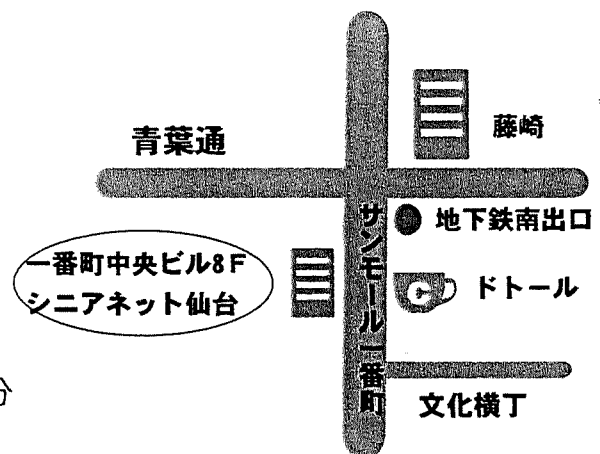 藤崎
青葉通
地下鉄南出口
サンモール一番町
一番町中央ビル8F
シニアネット仙台
ドトール
文化横丁
分